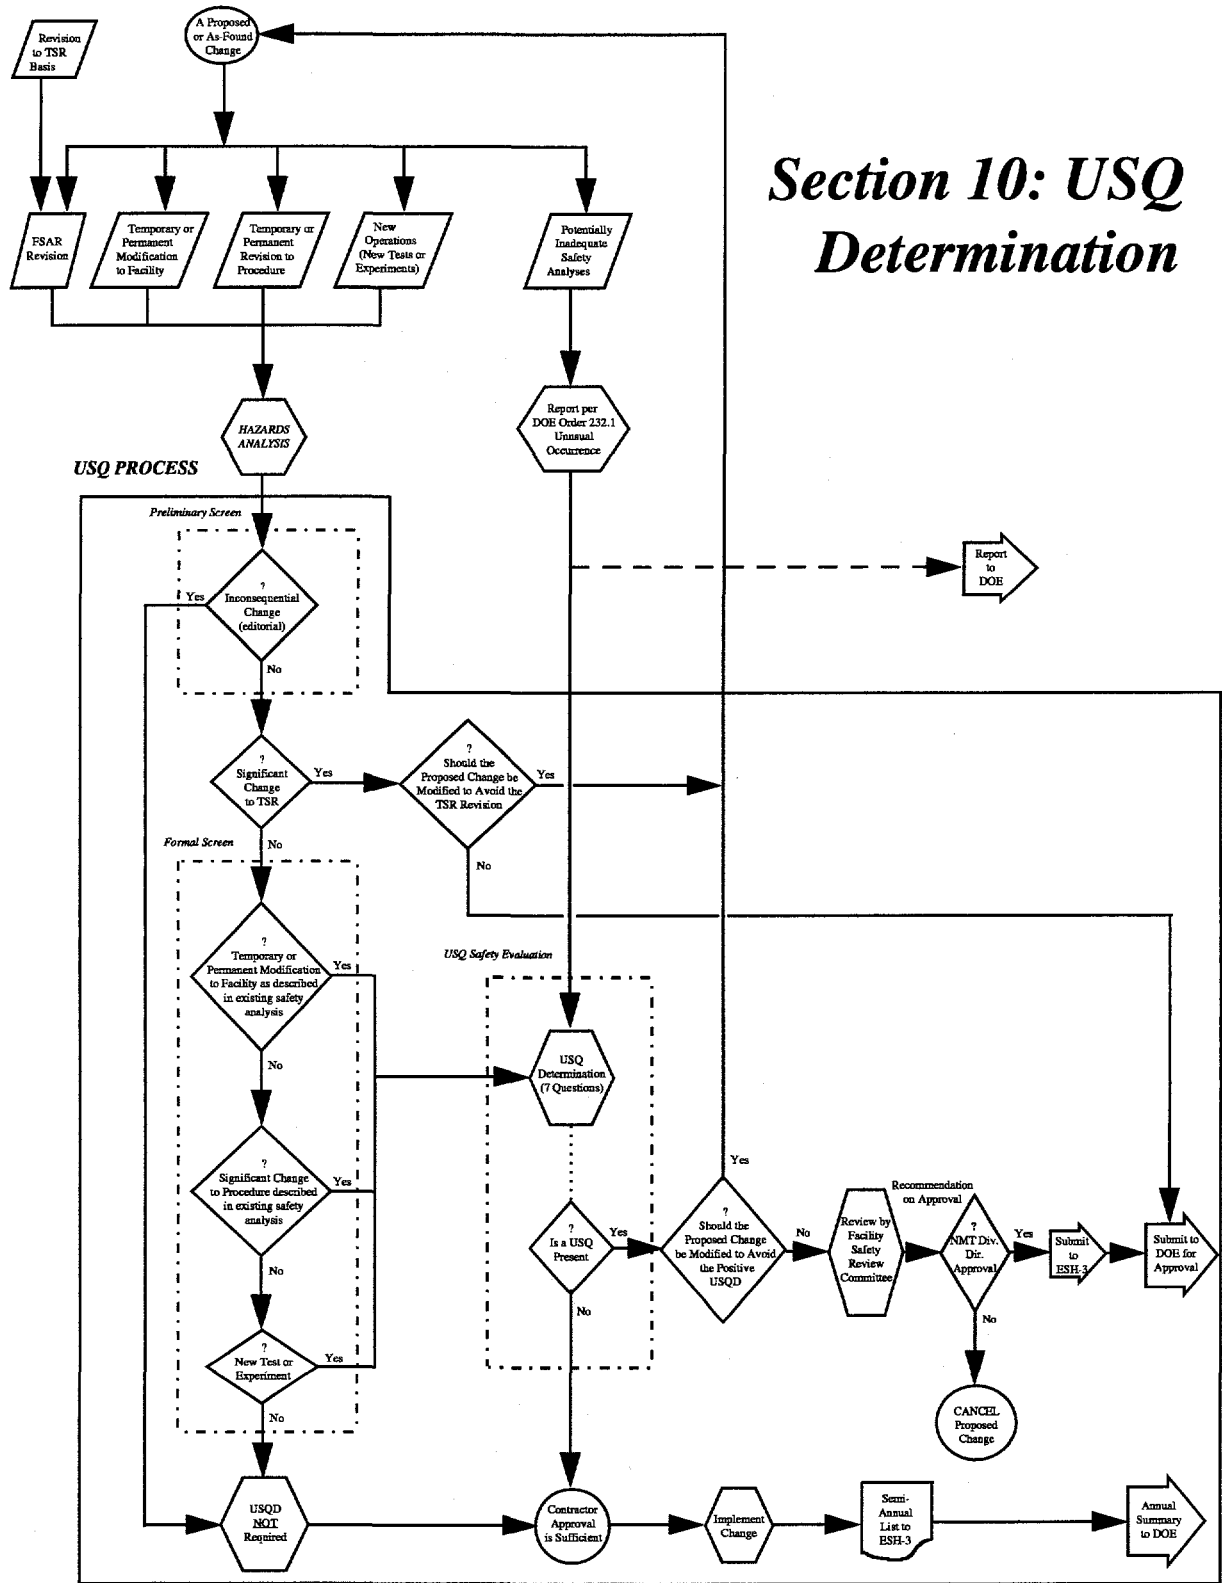 Revision
to TSR
Basis
A Proposed
or As-Found
Change
Section 10: USQ
Determination
FSAR
Revision
Temporary or
Permanent
Modification
to Facility
Temporary or
Permanent
Revision to
Procedure
New
Operations
(New Tests or
Experiments)
Potentially
Inadequate
Safety
Analyses
HAZARDS
ANALYSIS
Report per
DOE Order 232.1
Unusual
Occurrence
USQ PROCESS
Preliminary Screen
?
Inconsequential
Change
(editorial)
Yes
No
Report
to
DOE
?
Significant
Change
to TSR
Yes
No
?
Should the
Proposed Change be
Modified to Avoid the
TSR Revision
Yes
No
Formal Screen
?
Temporary or
Permanent Modification
to Facility as described
in existing safety
analysis
Yes
No
USQ Safety Evaluation
USQ
Determination
(7 Questions)
?
Significant Change
to Procedure described
in existing safety
analysis
Yes
No
?
Is a USQ
Present
Yes
No
Yes
?
Should the
Proposed Change
be Modified to Avoid
the Positive
USQD
No
Review by
Facility
Safety
Review
Committee
Recommendation
on Approval
?
NMT Div.
Dir.
Approval
Yes
No
Submit
to
ESH-3
Submit to
DOE for
Approval
?
New Test or
Experiment
Yes
No
CANCEL
Proposed
Change
USQD
NOT
Required
Contractor
Approval
is Sufficient
Implement
Change
Semi-
Annual
List to
ESH-3
Annual
Summary
to DOE